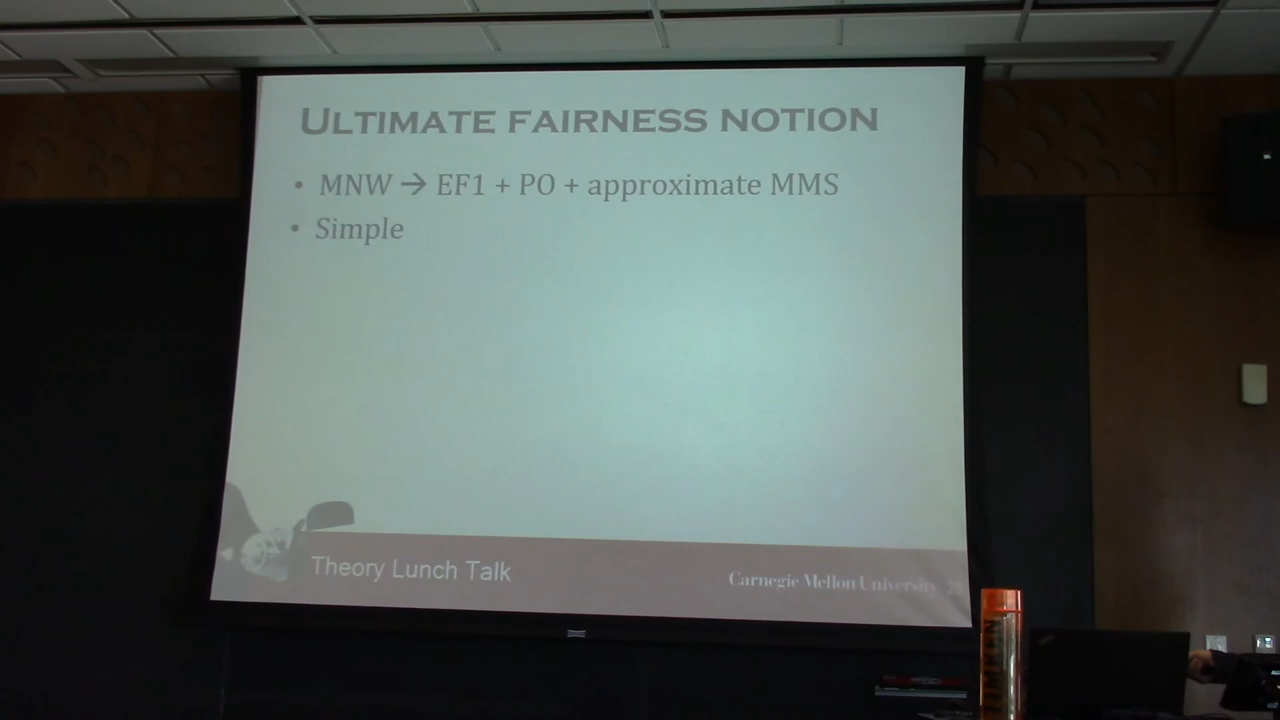 ULTIMATE FAIRNESS NOTION
• MNW → EF1 + PO + approximate MMS
• Simple
Theory Lunch Talk
Carnegie Mellon University